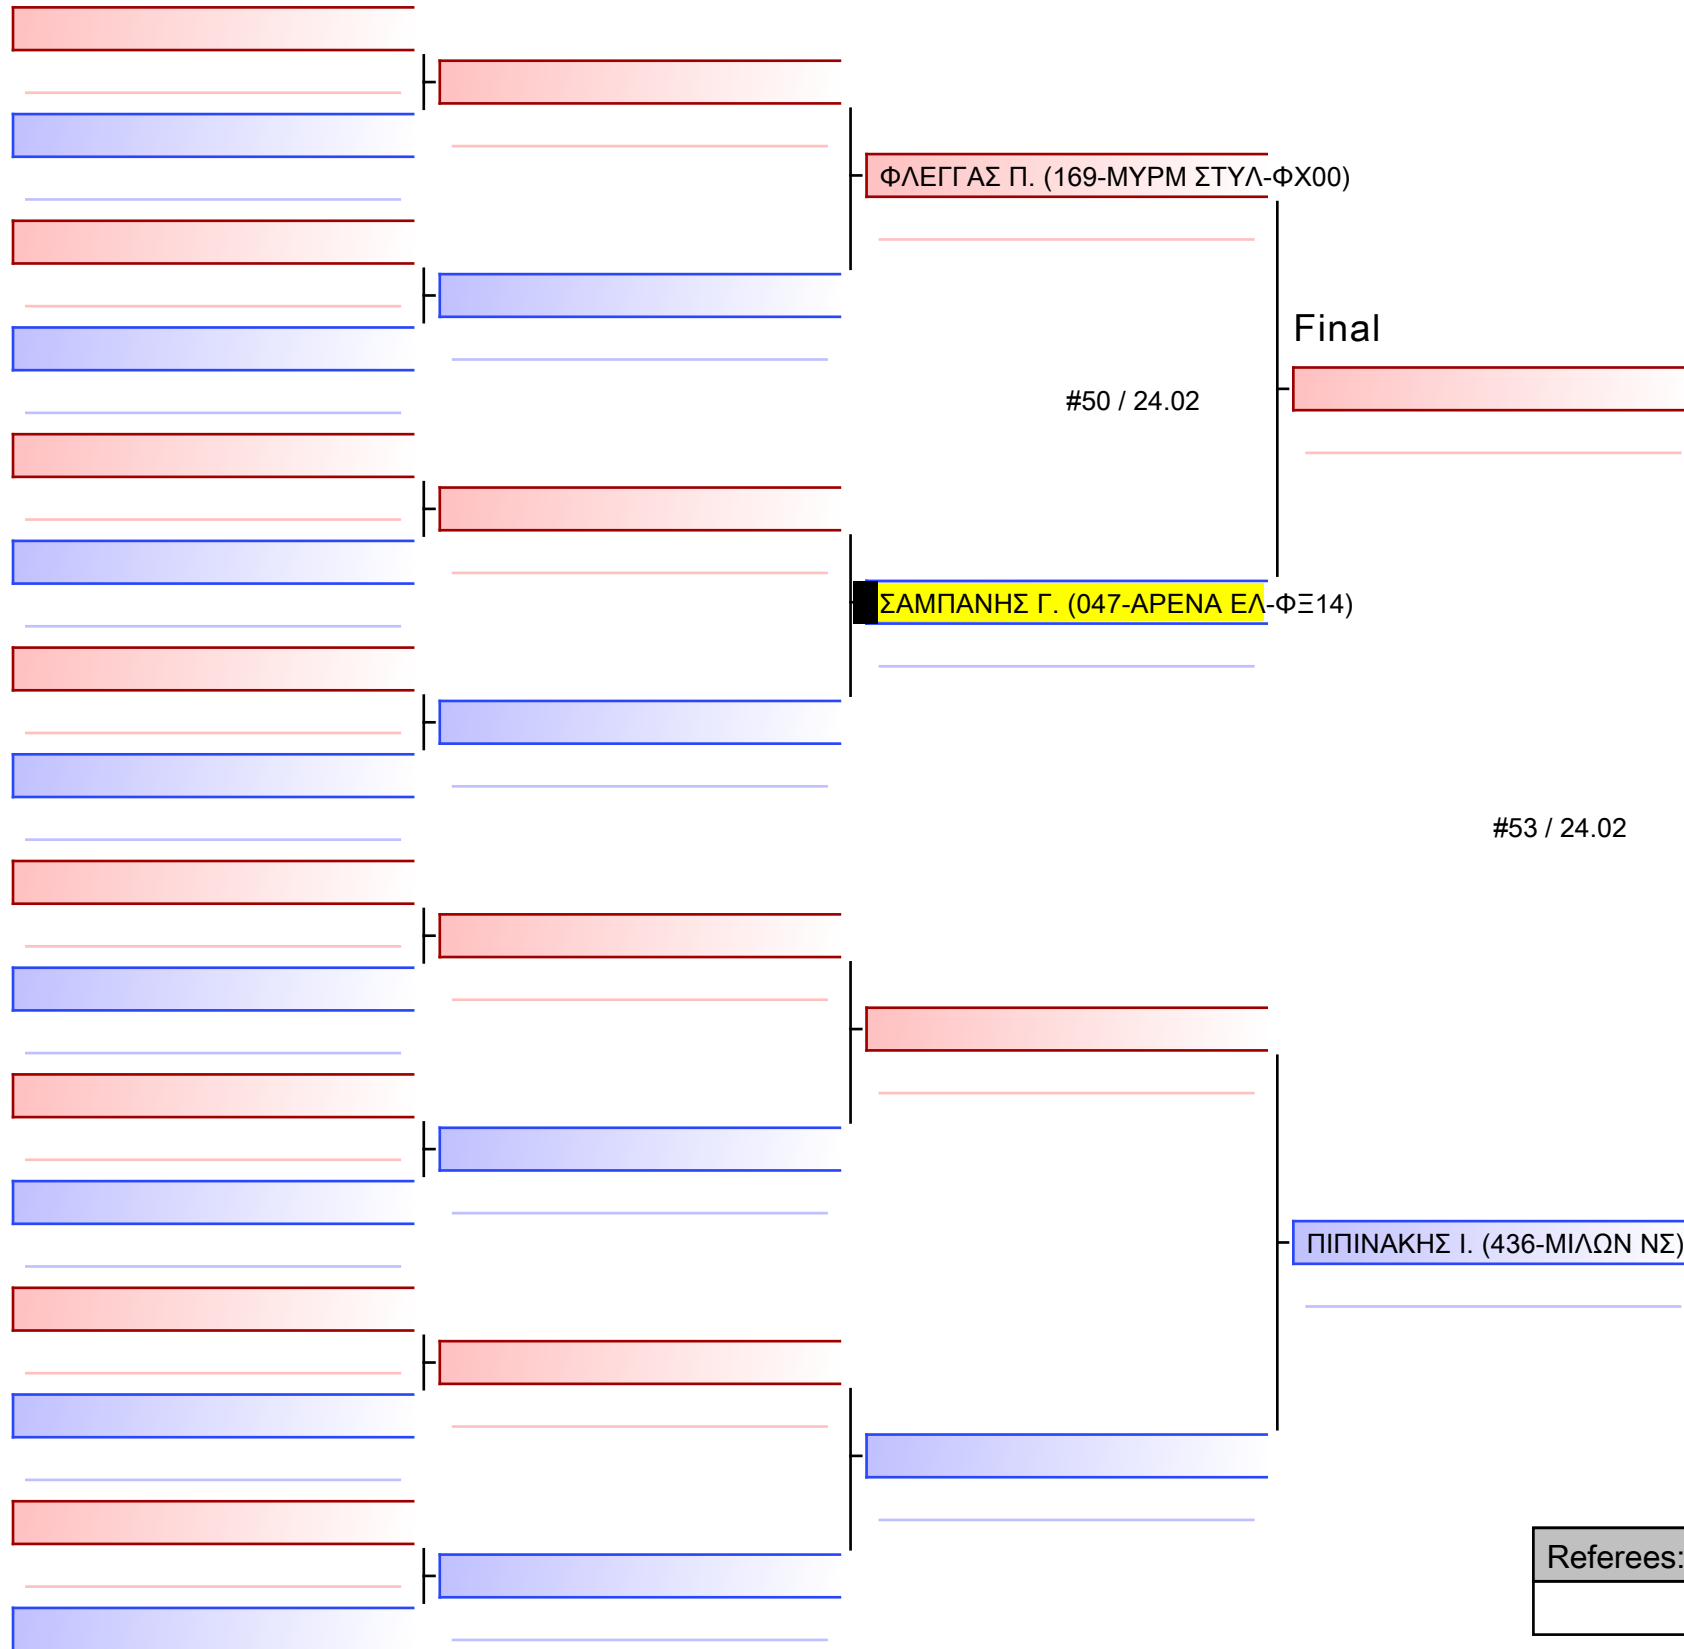 ΦΛΕΓΓΑΣ Π. (169-ΜΥΡΜ ΣΤΥΛ-ΦΧ00)
Final
#50 / 24.02
ΣΑΜΠΑΝΗΣ Γ. (047-ΑΡΕΝΑ ΕΛ-ΦΞ14)
#53 / 24.02
ΠΙΠΙΝΑΚΗΣ Ι. (436-ΜΙΛΩΝ ΝΣ)
Referees: